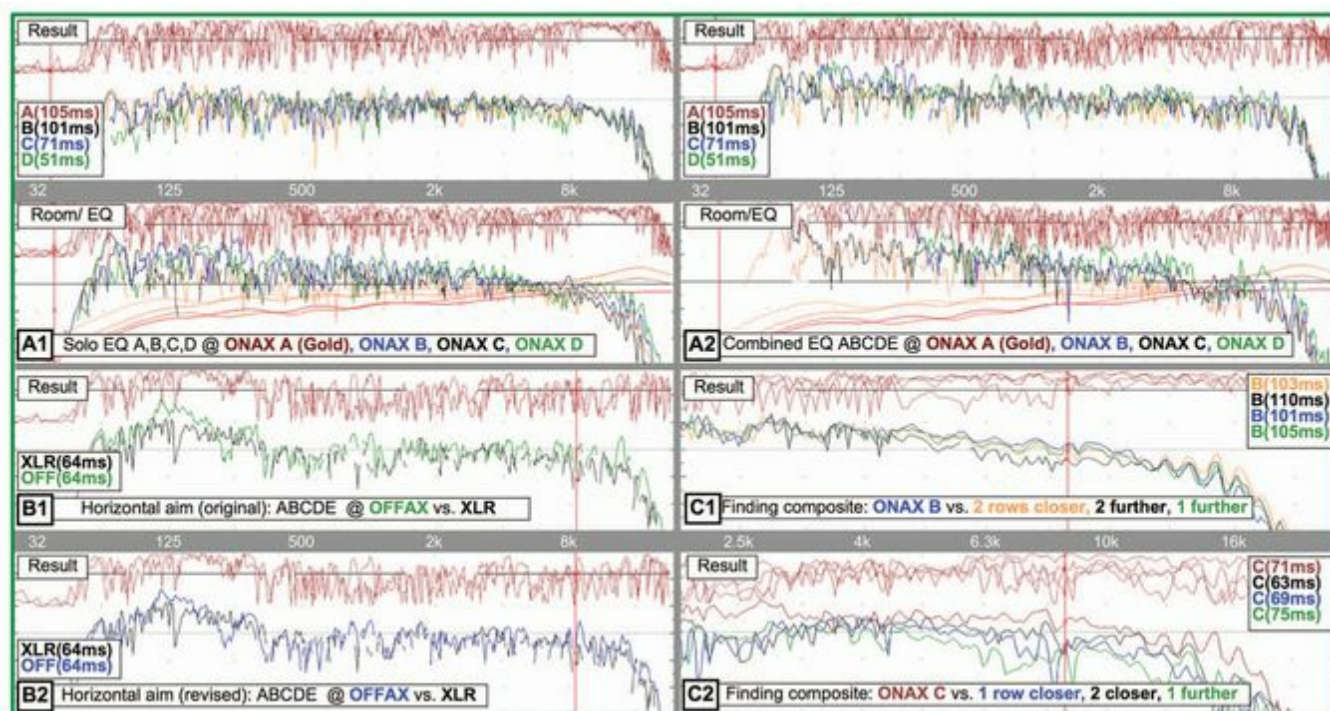 Result
A(105ms)
B(101ms)
C(71ms)
D(51ms)
32 125 500 2k 8k
Room/ EQ
A1 Solo EQ A,B,C,D @ ONAX A (Gold), ONAX B, ONAX C, ONAX D
Result
A(105ms)
B(101ms)
C(71ms)
D(51ms)
32 125 500 2k 8k
Room/EQ
A2 Combined EQ ABCDE @ ONAX A (Gold), ONAX B, ONAX C, ONAX D
Result
XLR(64ms)
OFF(64ms)
B1 Horizontal aim (original): ABCDE @ OFFAX vs. XLR
32 125 500 2k 8k
Result
XLR(64ms)
OFF(64ms)
B2 Horizontal aim (revised): ABCDE @ OFFAX vs. XLR
Result
B(103ms)
B(110ms)
B(101ms)
B(105ms)
C1 Finding composite: ONAX B vs. 2 rows closer, 2 further, 1 further
2.5k 4k 6.3k 10k 16k
Result
C(71ms)
C(63ms)
C(69ms)
C(75ms)
C2 Finding composite: ONAX C vs. 1 row closer, 2 closer, 1 further